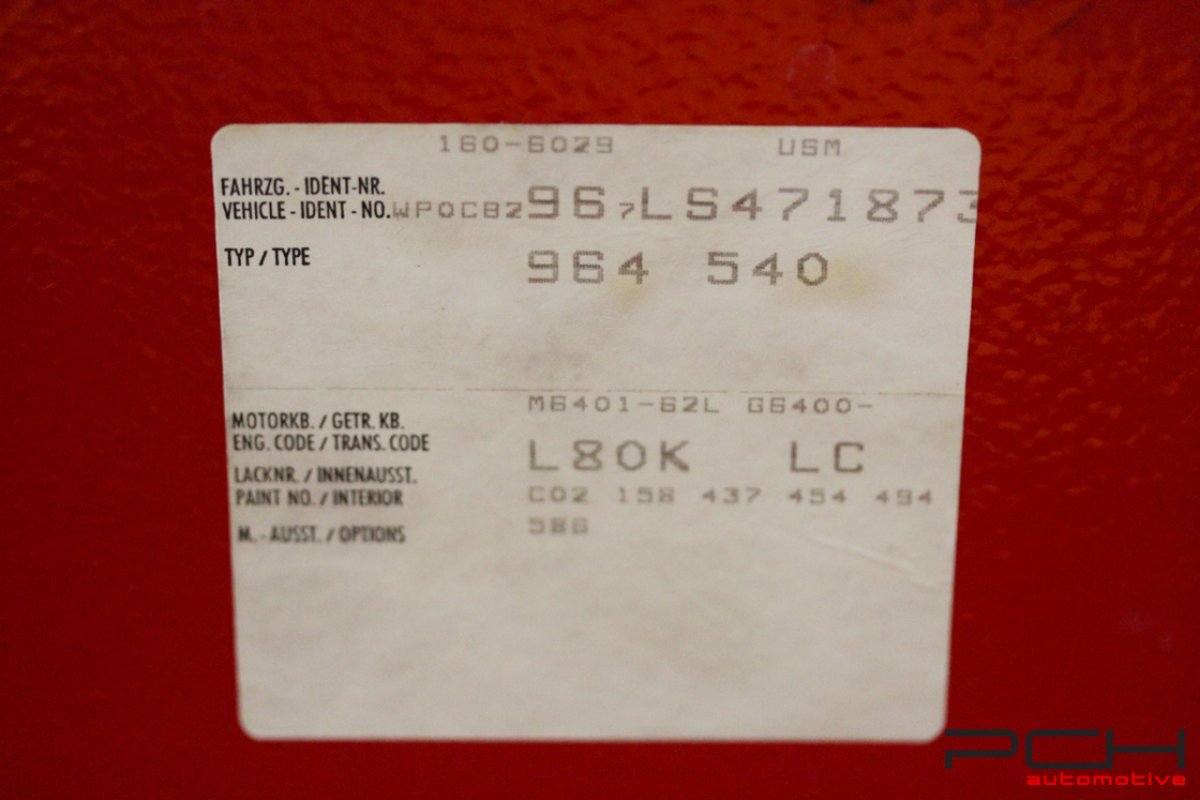 160-6029 USM
FAHRZG. - IDENT-NR.
VEHICLE - IDENT - NO. WP0CB2967LS471873
TYP / TYPE 964 540
M6401-62L G6400-
MOTORKB. / GETR. KB.
ENG. CODE / TRANS. CODE L80K LC
LACKNR. / INNENAUSST.
PAINT NO. / INTERIOR C02 158 437 454 494
M. - AUSST. / OPTIONS 586
PCH
automotive